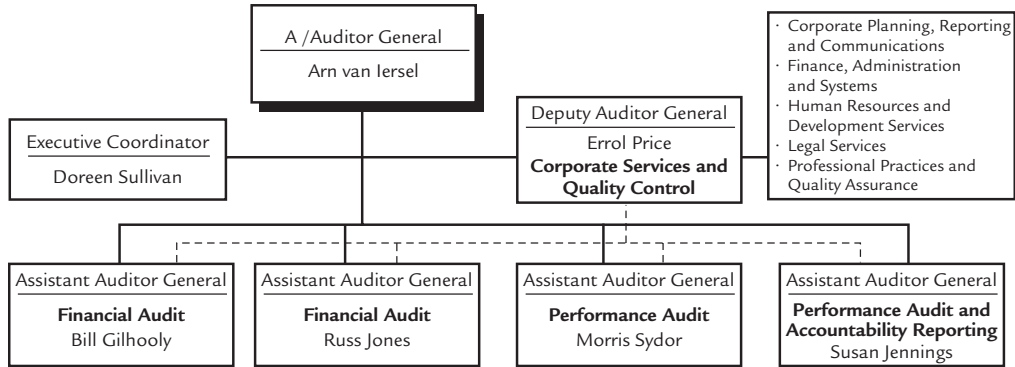 A /Auditor General
Arn van Iersel
· Corporate Planning, Reporting
and Communications
· Finance, Administration
and Systems
· Human Resources and
Development Services
· Legal Services
· Professional Practices and
Quality Assurance
Executive Coordinator
Doreen Sullivan
Deputy Auditor General
Errol Price
Corporate Services and
Quality Control
Assistant Auditor General
Financial Audit
Bill Gilhooly
Assistant Auditor General
Financial Audit
Russ Jones
Assistant Auditor General
Performance Audit
Morris Sydor
Assistant Auditor General
Performance Audit and
Accountability Reporting
Susan Jennings